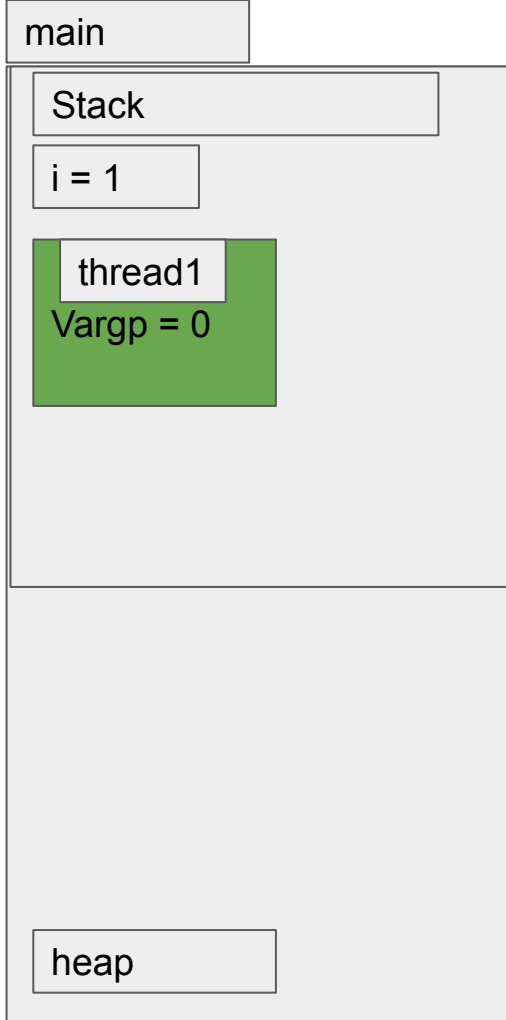 main
Stack
i = 1
thread1
Vargp = 0
heap